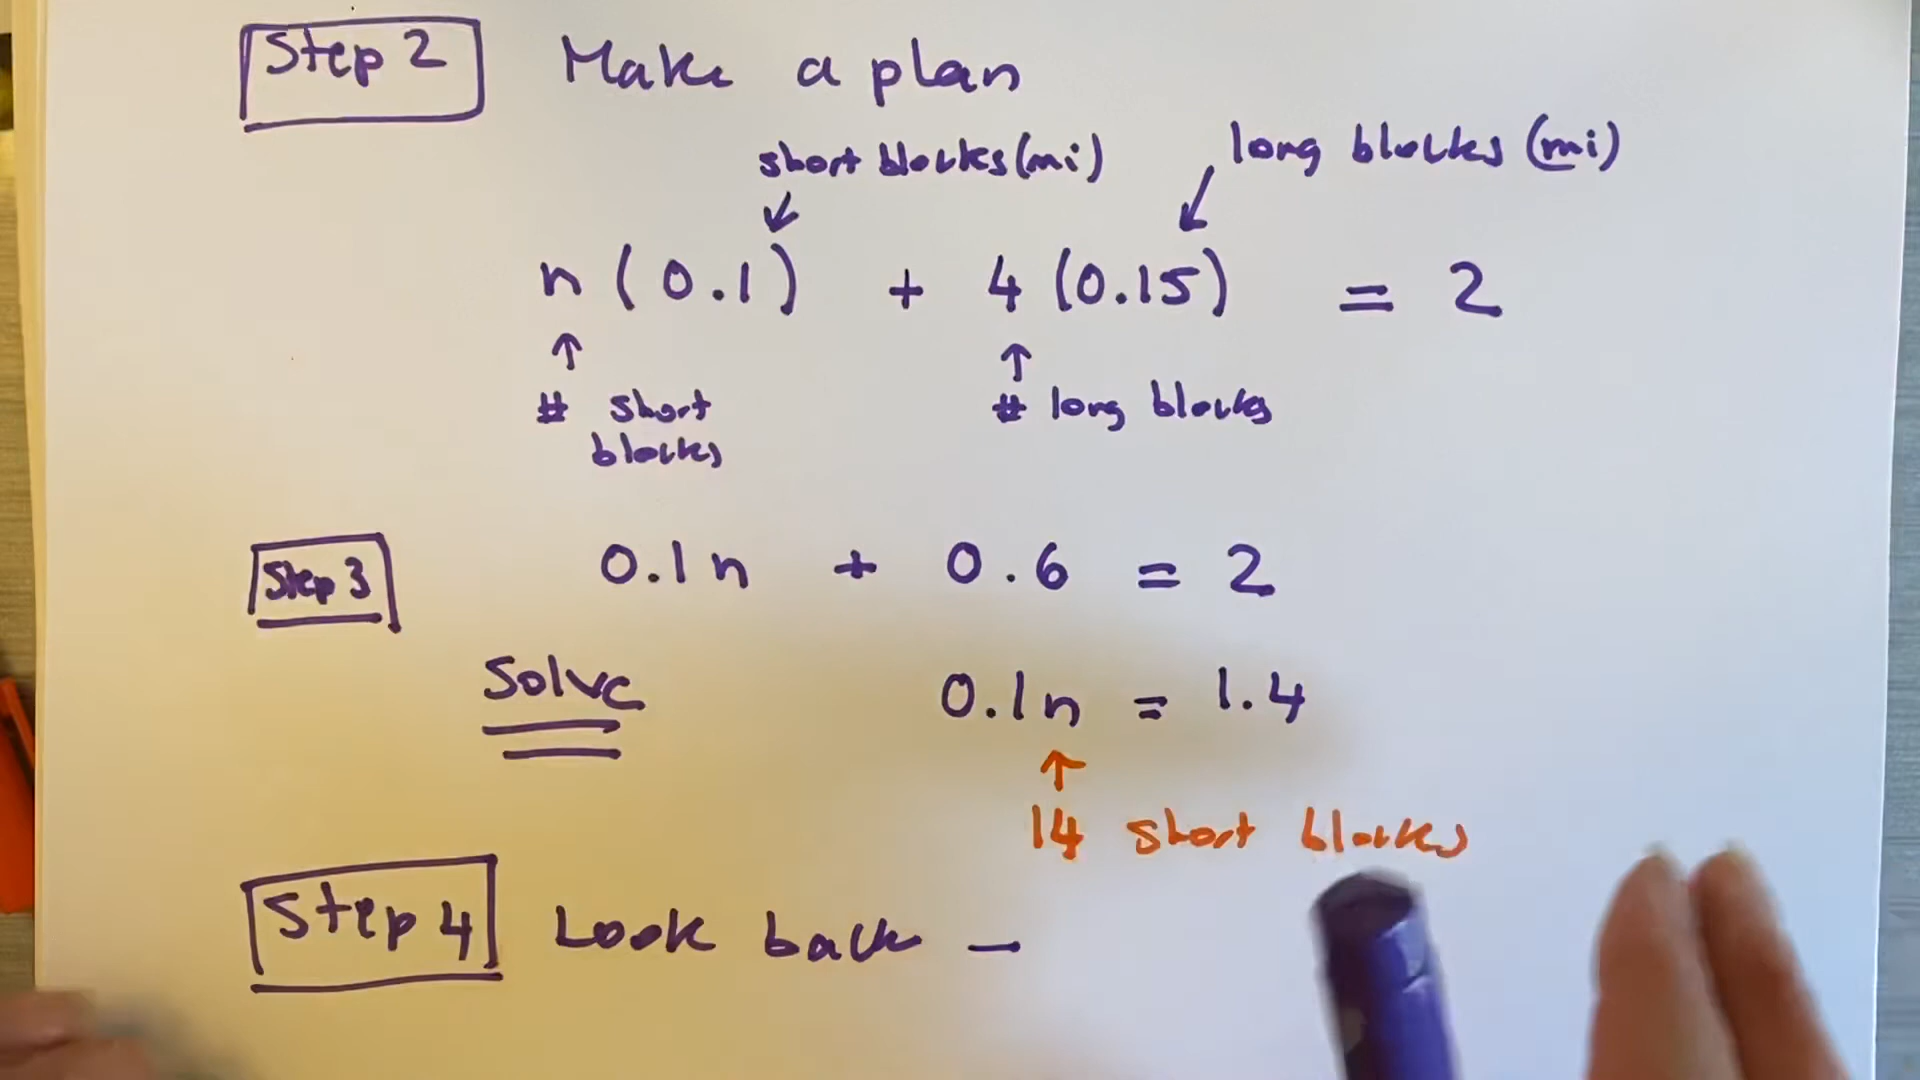 Step 2 Make a plan
short blocks (mi) long blocks (mi)
n (0.1) + 4 (0.15) = 2
# short blocks # long blocks
Step 3 0.1n + 0.6 = 2
Solve 0.1n = 1.4
14 short blocks
Step 4 Look back —